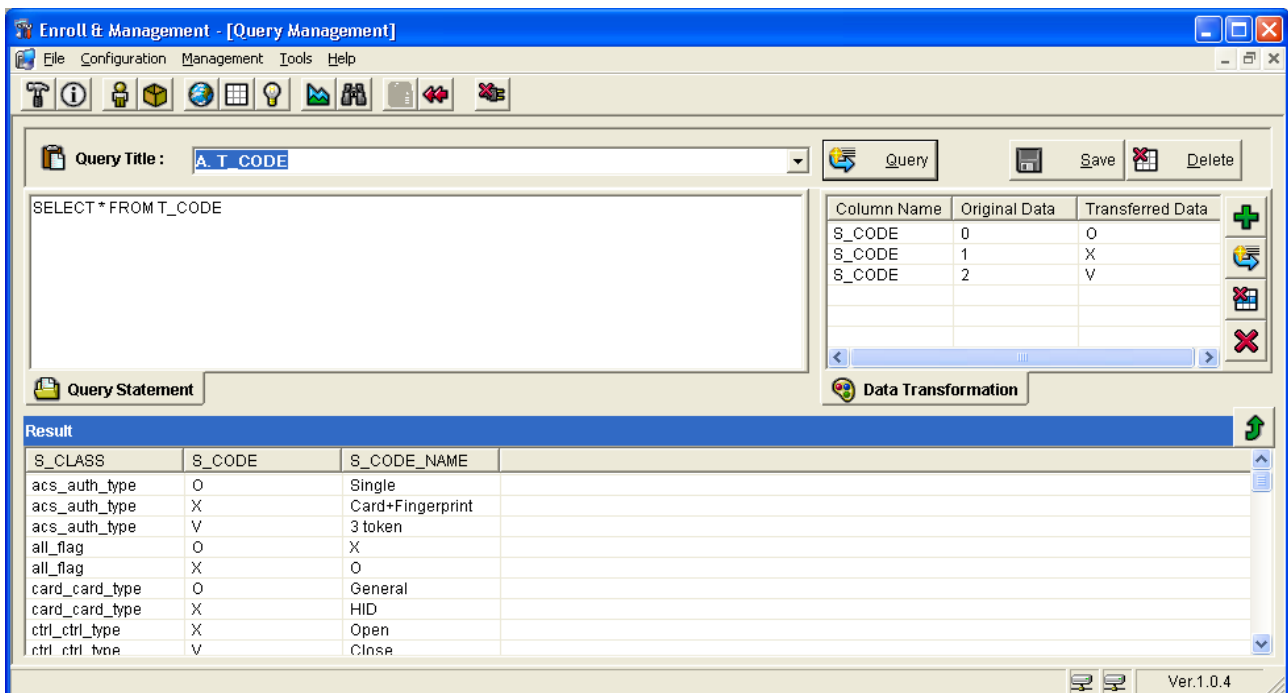 Enroll & Management - [Query Management]
File Configuration Management Tools Help
Query Title : A. T_CODE Query Save Delete
SELECT * FROM T_CODE
Column Name Original Data Transferred Data
S_CODE 0 O
S_CODE 1 X
S_CODE 2 V
Query Statement Data Transformation
Result
S_CLASS S_CODE S_CODE_NAME
acs_auth_type O Single
acs_auth_type X Card+Fingerprint
acs_auth_type V 3 token
all_flag O X
all_flag X O
card_card_type O General
card_card_type X HID
ctrl_ctrl_type X Open
ctrl_ctrl_type V Close
Ver.1.0.4